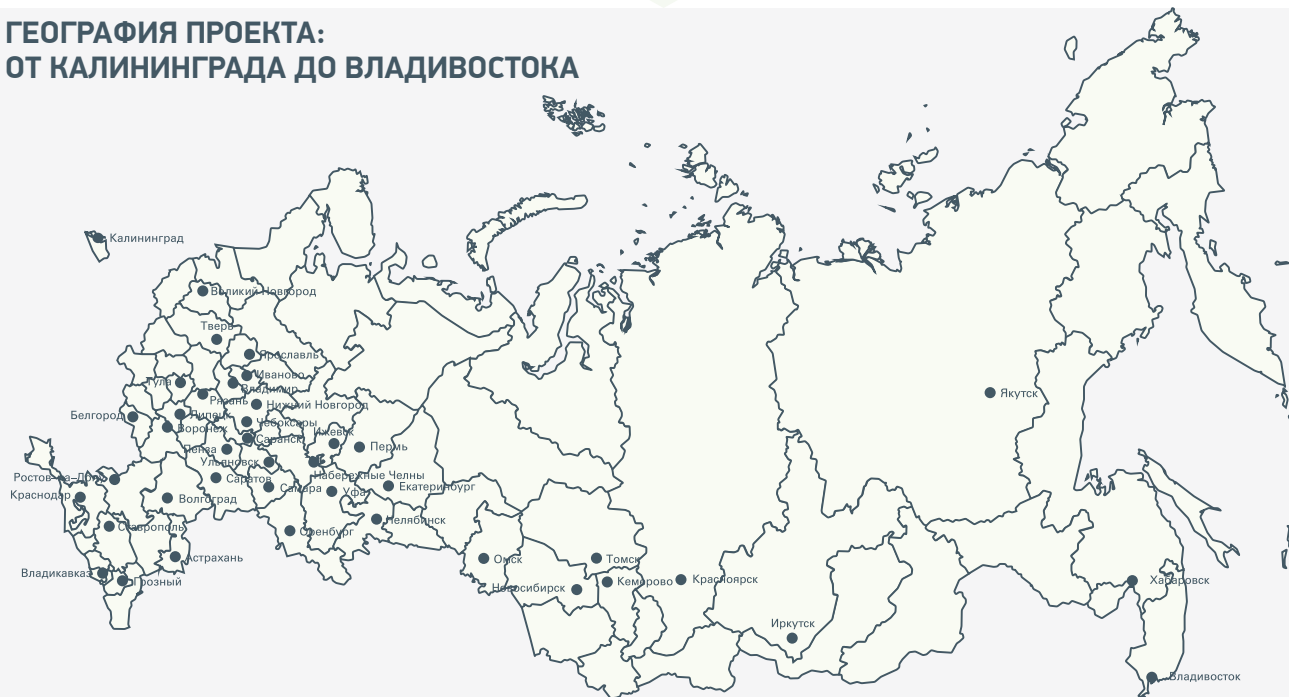 ГЕОГРАФИЯ ПРОЕКТА:
ОТ КАЛИНИНГРАДА ДО ВЛАДИВОСТОКА
Калининград
Великий Новгород
Тверь
Ярославль
Иваново
Тула
Владимир
Якутск
Рязань
Нижний Новгород
Белгород
Липецк
Чебоксары
Воронеж
Ижевск
Саранск
Пермь
Пенза
Ульяновск
Набережные Челны
Ростов-на-Дону
Саратов
Самара
Екатеринбург
Уфа
Краснодар
Волгоград
Челябинск
Ставрополь
Оренбург
Астрахань
Омск
Томск
Владикавказ
Грозный
Новосибирск
Кемерово
Красноярск
Хабаровск
Иркутск
Владивосток